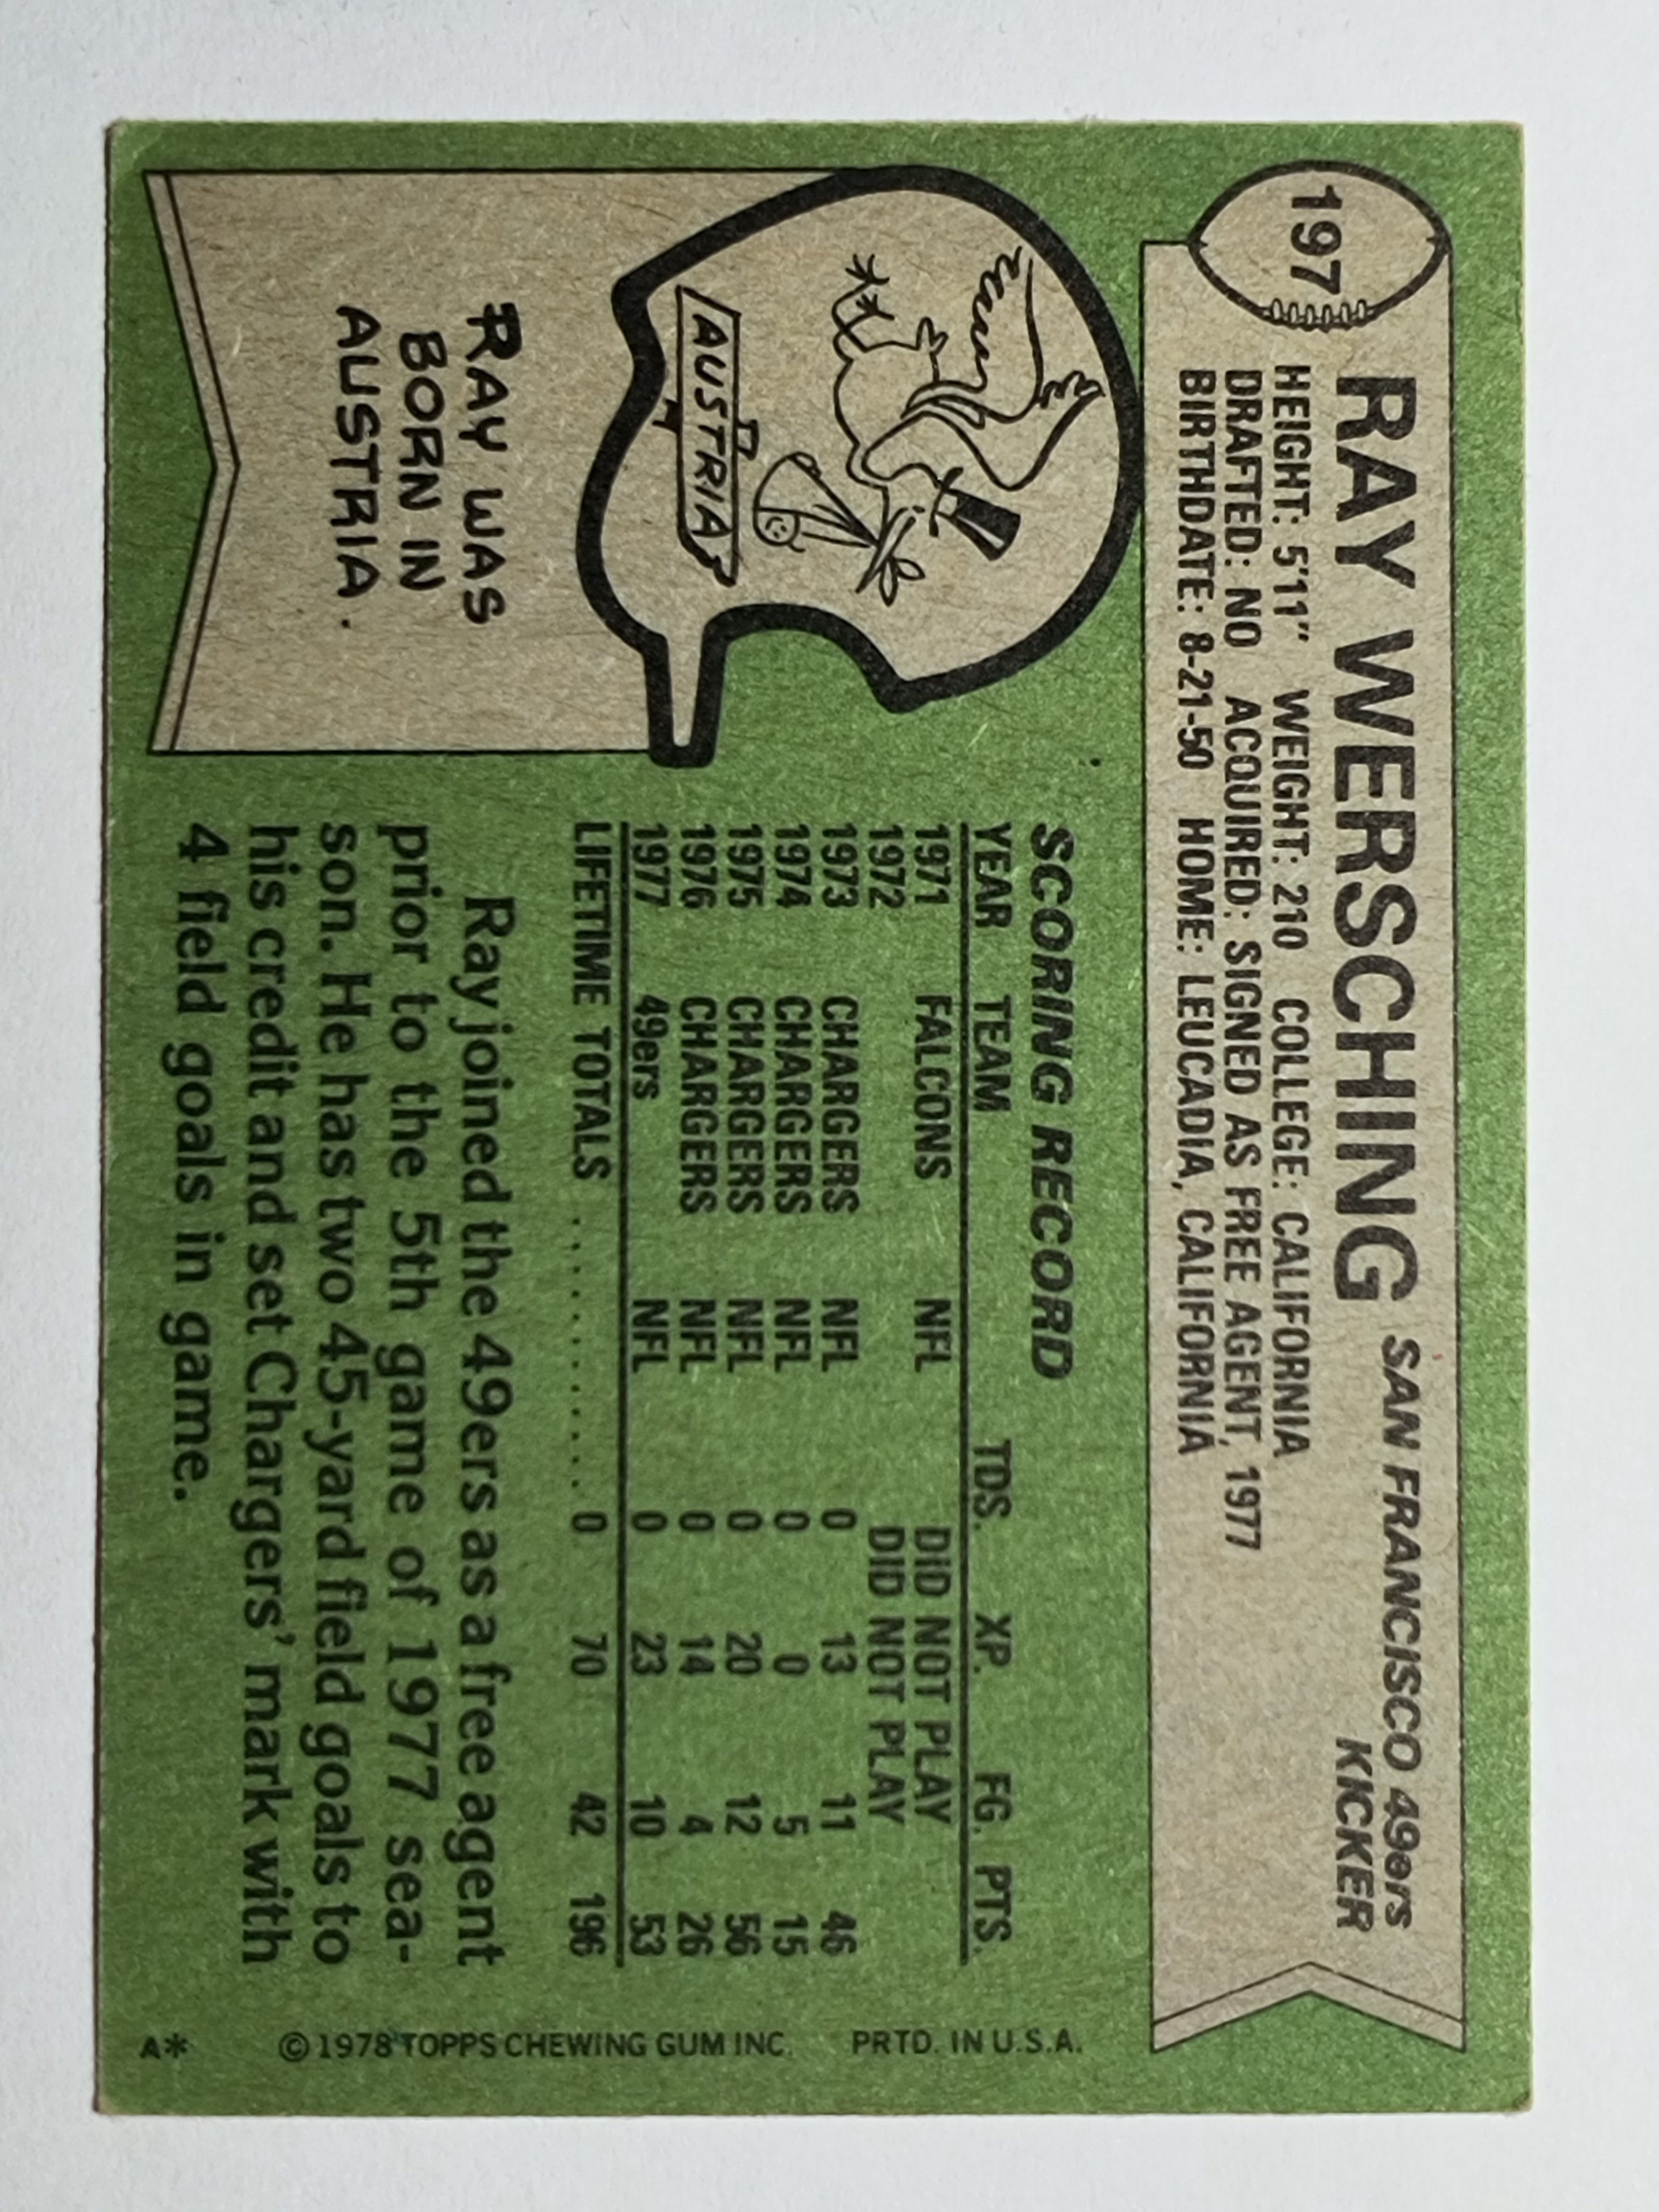 197
RAY WERSCHING SAN FRANCISCO 49ers
KICKER
HEIGHT: 5'11" WEIGHT: 210 COLLEGE: CALIFORNIA
DRAFTED: NO ACQUIRED: SIGNED AS FREE AGENT, 1977
BIRTHDATE: 8-21-50 HOME: LEUCADIA, CALIFORNIA
AUSTRIA
RAY WAS
BORN IN
AUSTRIA.
SCORING RECORD
YEAR TEAM TDS. XP. FG. PTS.
1971 FALCONS NFL DID NOT PLAY
1972 DID NOT PLAY
1973 CHARGERS NFL 0 13 11 46
1974 CHARGERS NFL 0 0 5 15
1975 CHARGERS NFL 0 20 12 56
1976 CHARGERS NFL 0 14 4 26
1977 49ers NFL 0 23 10 53
LIFETIME TOTALS ............ 0 70 42 196
Ray joined the 49ers as a free agent
prior to the 5th game of 1977 sea-
son. He has two 45-yard field goals to
his credit and set Chargers' mark with
4 field goals in game.
A* © 1978 TOPPS CHEWING GUM INC. PRTD. IN U.S.A.